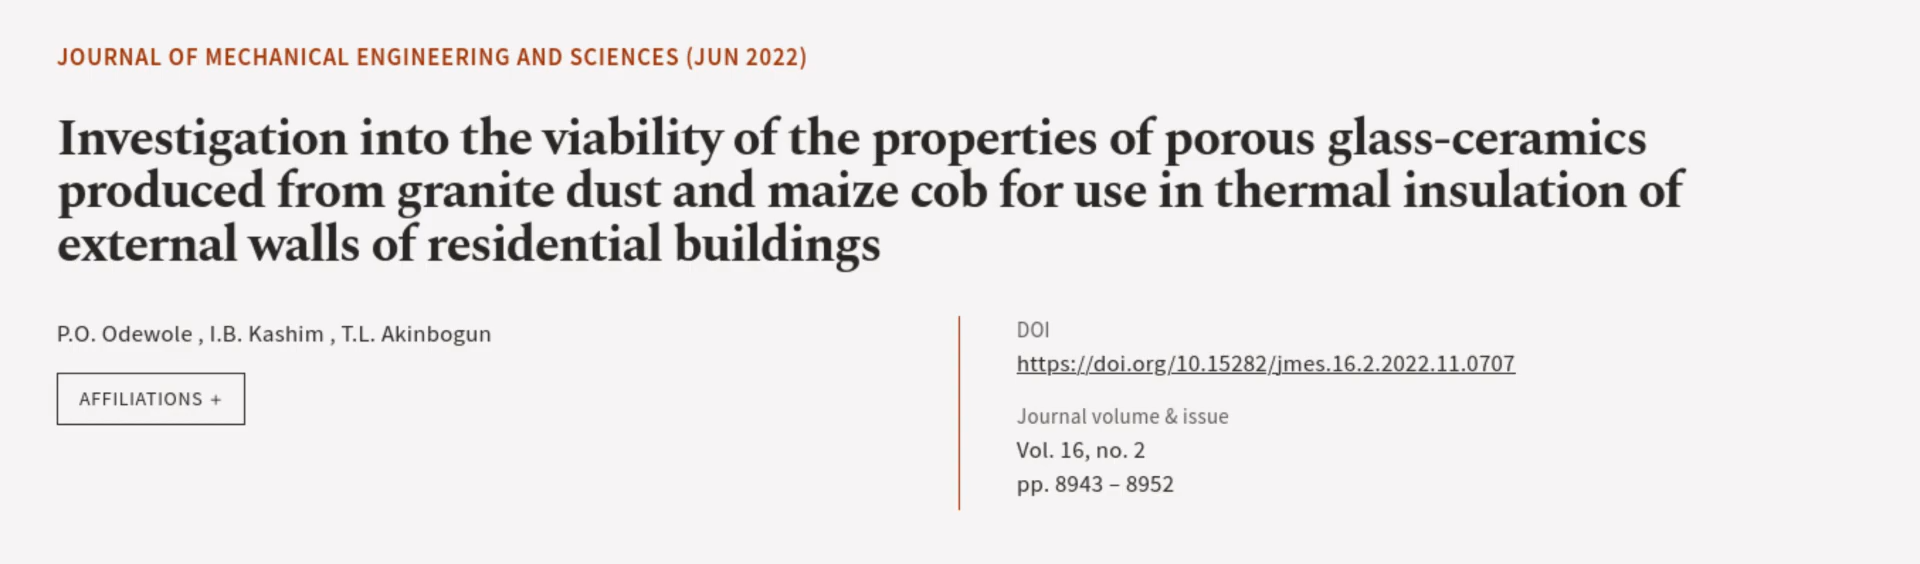 JOURNAL OF MECHANICAL ENGINEERING AND SCIENCES (JUN 2022)
Investigation into the viability of the properties of porous glass-ceramics
produced from granite dust and maize cob for use in thermal insulation of
external walls of residential buildings
P.O. Odewole , I.B. Kashim , T.L. Akinbogun
AFFILIATIONS +
DOI
https://doi.org/10.15282/jmes.16.2.2022.11.0707
Journal volume & issue
Vol. 16, no. 2
pp. 8943 – 8952